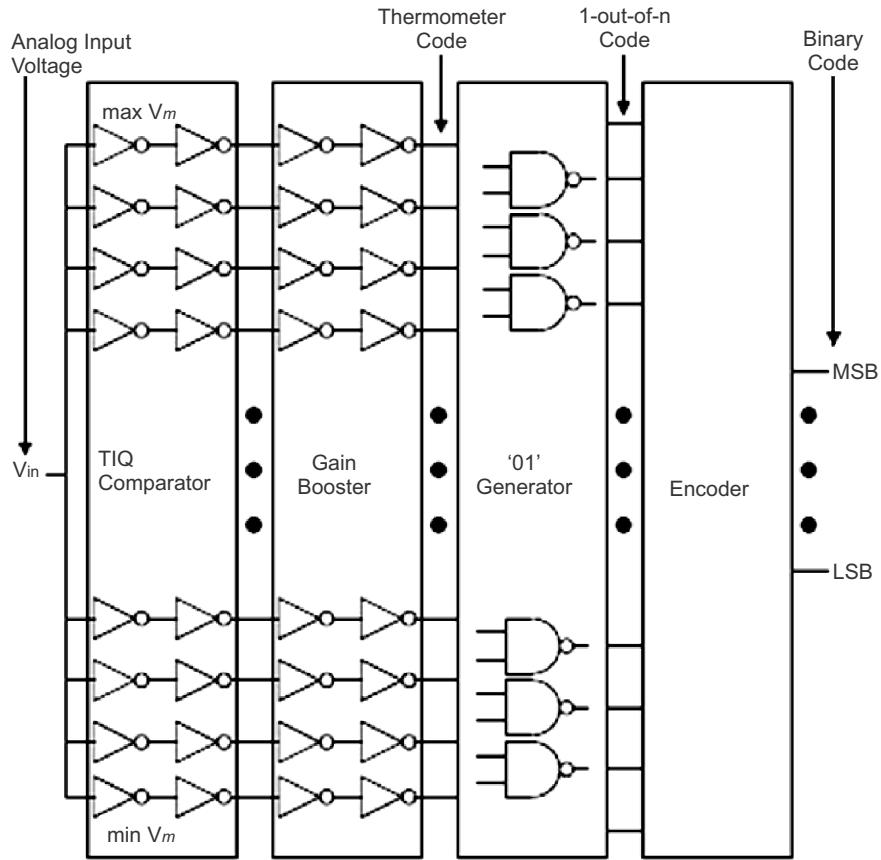 Analog Input
Voltage
Thermometer
Code
1-out-of-n
Code
Binary
Code
max Vm
MSB
Vin
TIQ
Comparator
Gain
Booster
'01'
Generator
Encoder
LSB
min Vm